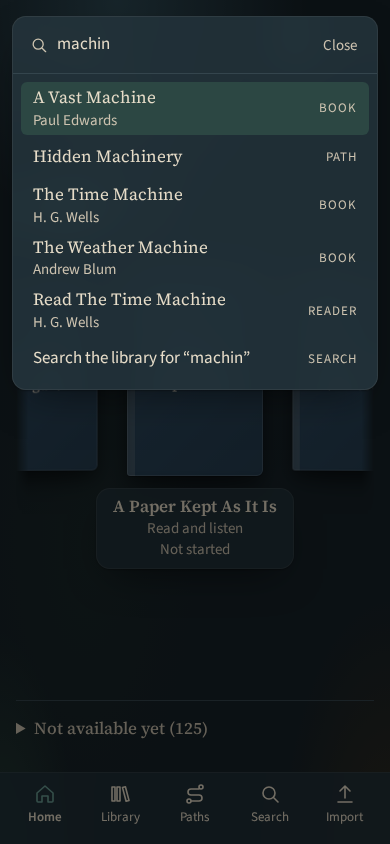 machin
Close
A Vast Machine
Paul Edwards
BOOK
Hidden Machinery
PATH
The Time Machine
H. G. Wells
BOOK
The Weather Machine
Andrew Blum
BOOK
Read The Time Machine
H. G. Wells
READER
Search the library for “machin”
SEARCH
A Paper Kept As It Is
Read and listen
Not started
▶ Not available yet (125)
Home
Library
Paths
Search
Import